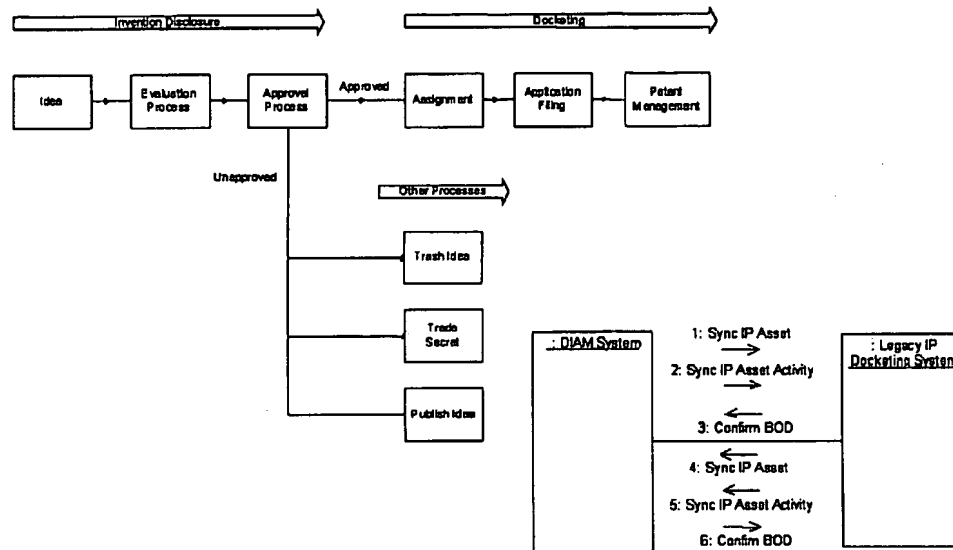 Invention Disclosure
Docketing
Idea
Evaluation
Process
Approval
Process
Approved
Assignment
Application
Filing
Patent
Management
Unapproved
Other Processes
Trash Idea
Trade
Secret
Publish Idea
: DIAM System
1: Sync IP Asset
2: Sync IP Asset Activity
3: Confirm BOD
4: Sync IP Asset
5: Sync IP Asset Activity
6: Confirm BOD
: Legacy IP
Docketing System